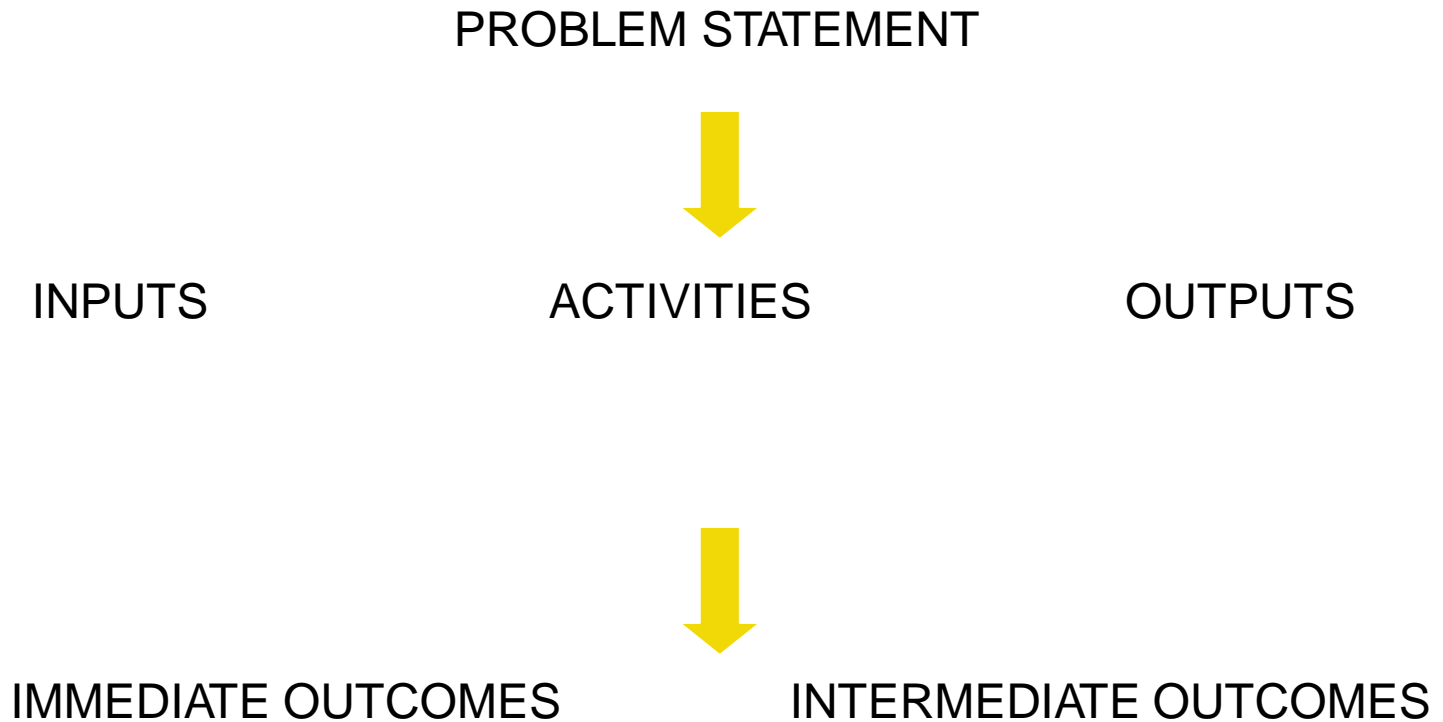 PROBLEM STATEMENT
INPUTS ACTIVITIES OUTPUTS
IMMEDIATE OUTCOMES INTERMEDIATE OUTCOMES